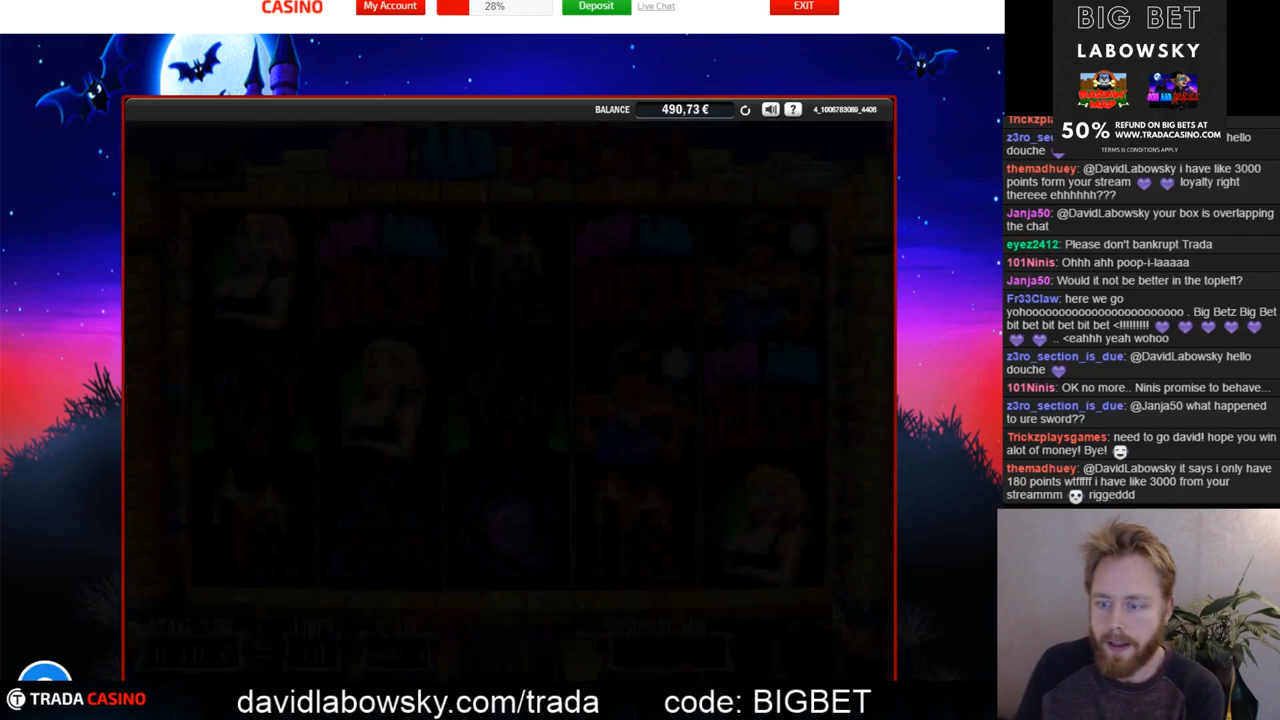 CASINO
My Account
28%
Deposit
Live Chat
EXIT
BALANCE
490,73 €
?
4_1006783089_4408
BIG BET
LABOWSKY
50% REFUND ON BIG BETS AT
WWW.TRADACASINO.COM
TERMS & CONDITIONS APPLY
hello
douche
themadhuey: @DavidLabowsky i have like 3000
points form your stream
loyalty right
thereee ehhhhhh???
Janja50: @DavidLabowsky your box is overlapping
the chat
eyez2412: Please don't bankrupt Trada
101Ninis: Ohhh ahh poop-i-laaaaa
Janja50: Would it not be better in the topleft?
Fr33Claw: here we go
yohooooooooooooooooooooooooo . Big Betz Big Bet
bit bet bit bet bit bet <!!!!!!!!!
.. <eahhh yeah wohoo
z3ro_section_is_due: @DavidLabowsky hello
douche
101Ninis: OK no more.. Ninis promise to behave...
z3ro_section_is_due: @Janja50 what happened
to ure sword??
Trickzplaysgames: need to go david! hope you win
alot of money! Bye!
themadhuey: @DavidLabowsky it says i only have
180 points wtfffff i have like 3000 from your
streammm
riggeddd
TRADA CASINO
davidlabowsky.com/trada
code: BIGBET